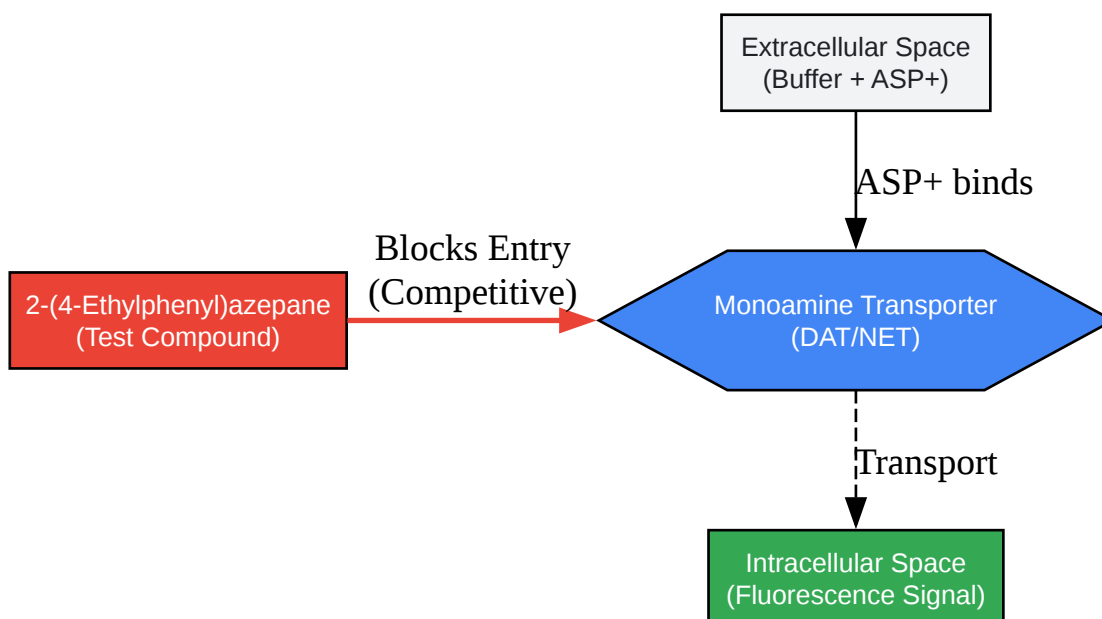 Extracellular Space
(Buffer + ASP+)
ASP+ binds
Blocks Entry
(Competitive)
2-(4-Ethylphenyl)azepane
(Test Compound)
Monoamine Transporter
(DAT/NET)
Transport
Intracellular Space
(Fluorescence Signal)